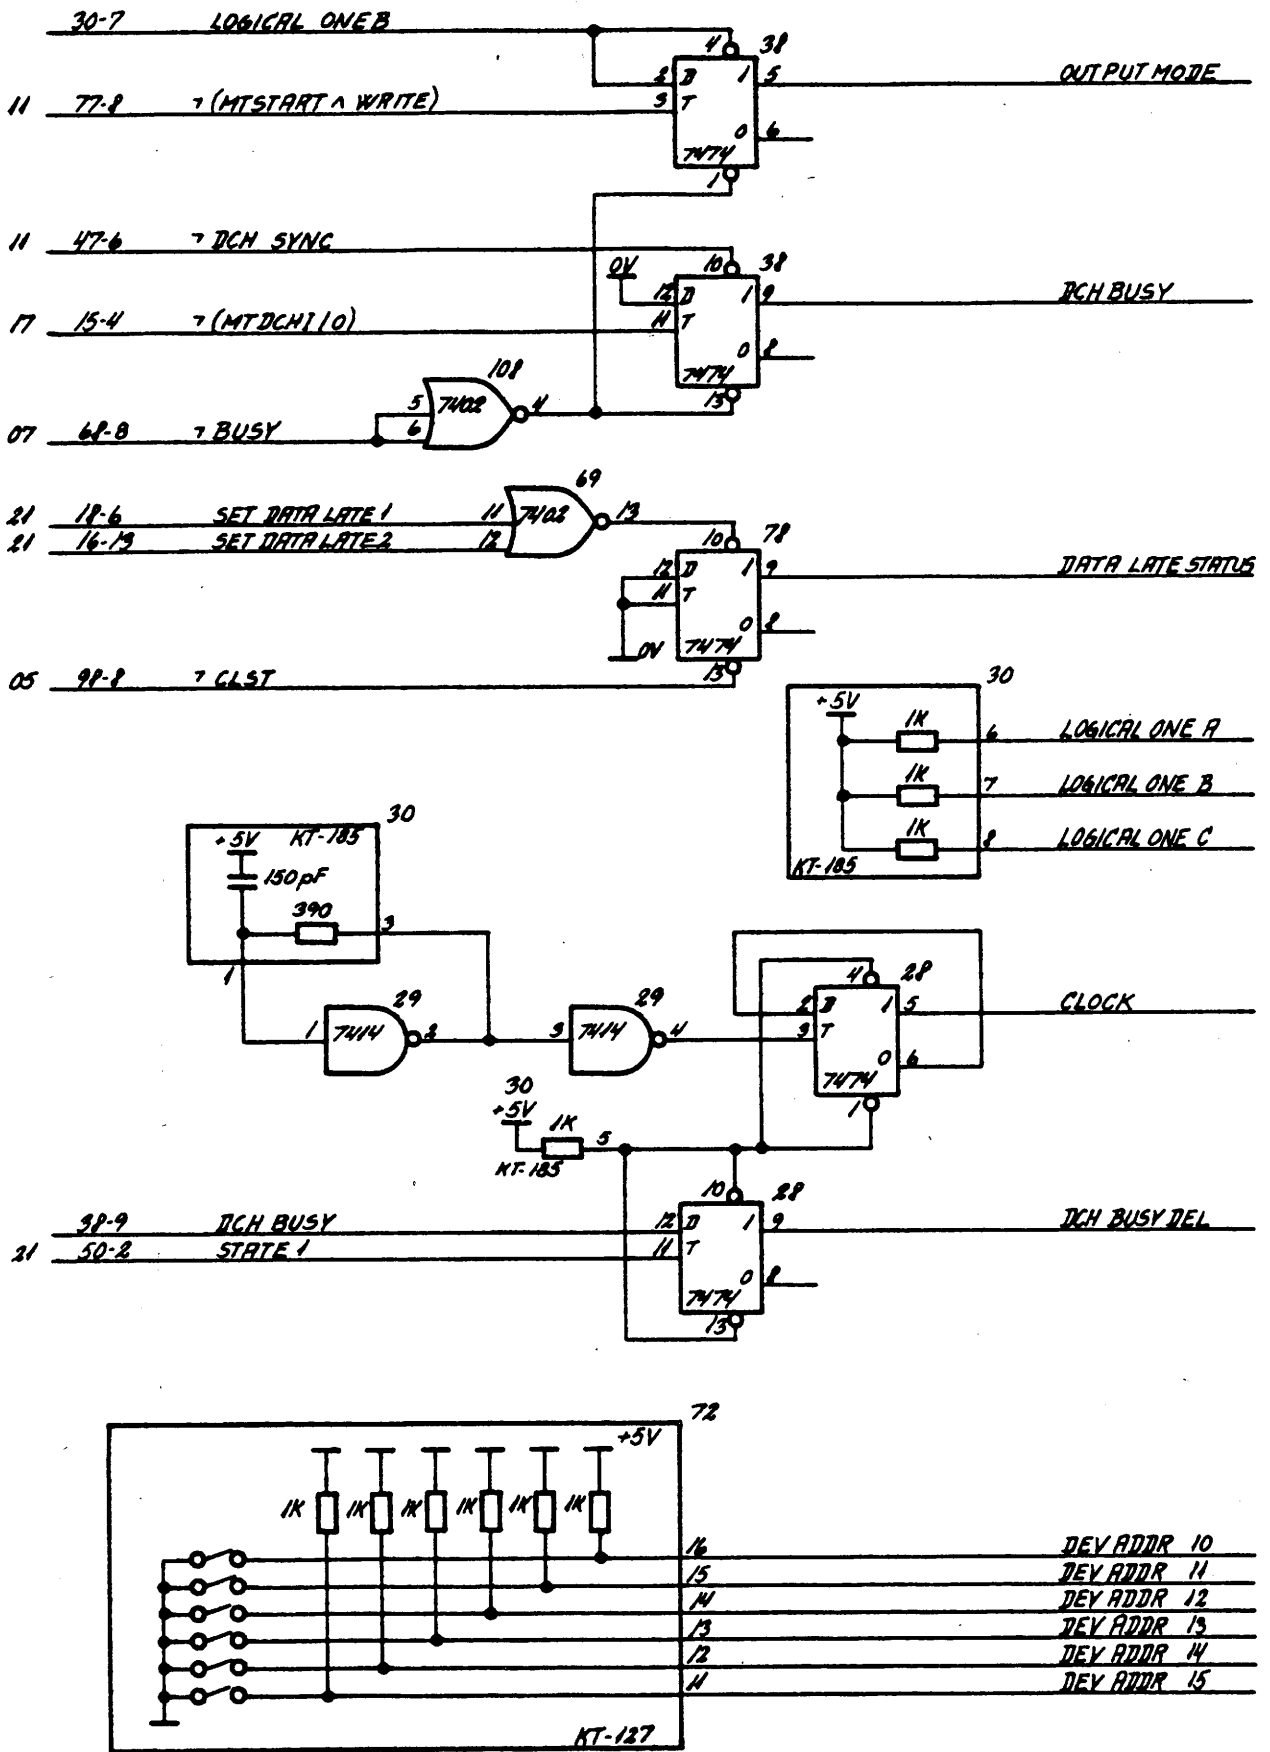 30-7 LOGICAL ONE B
4 38
2 D 1 5 OUTPUT MODE
11 77-8 ¬(MTSTART ∧ WRITE) 3 T
0 6
7474
1
11 47-6 ¬ DCH SYNC
0V 10 38
12 D 1 9 DCH BUSY
17 15-4 ¬(MTDCHI/O) 11 T
0 8
7474
13
108
5 7402 4
6
07 68-8 ¬ BUSY
69
21 18-6 SET DATA LATE 1 11 7402 13
21 16-13 SET DATA LATE 2 12
10 78
12 D 1 9 DATA LATE STATUS
11 T
0 8
0V 7474
05 98-8 ¬ CLST 13
30
+5V
1K 6 LOGICAL ONE A
1K 7 LOGICAL ONE B
1K 8 LOGICAL ONE C
KT-185
30
+5V KT-185
150pF
390 3
1
29 29
1 7414 2 3 7414 4
4 28
2 D 1 5 CLOCK
3 T
0 6
7474
1
30
+5V 1K 5
KT-185
10 28
38-9 DCH BUSY 12 D 1 9 DCH BUSY DEL
21 50-2 STATE 1 11 T
0 8
7474
13
72
+5V
1K 1K 1K 1K 1K 1K
16 DEV ADDR 10
15 DEV ADDR 11
14 DEV ADDR 12
13 DEV ADDR 13
12 DEV ADDR 14
11 DEV ADDR 15
KT-127